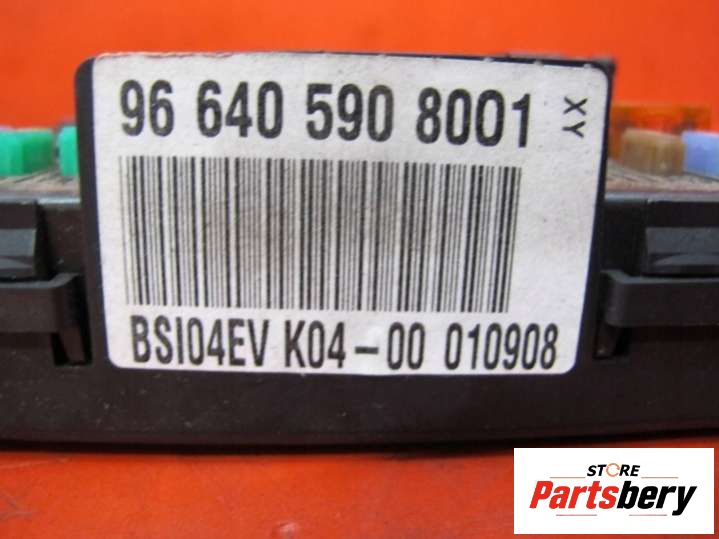 96 640 590 8001
XY
BSI04EV K04-00 010908
STORE
Partsbery